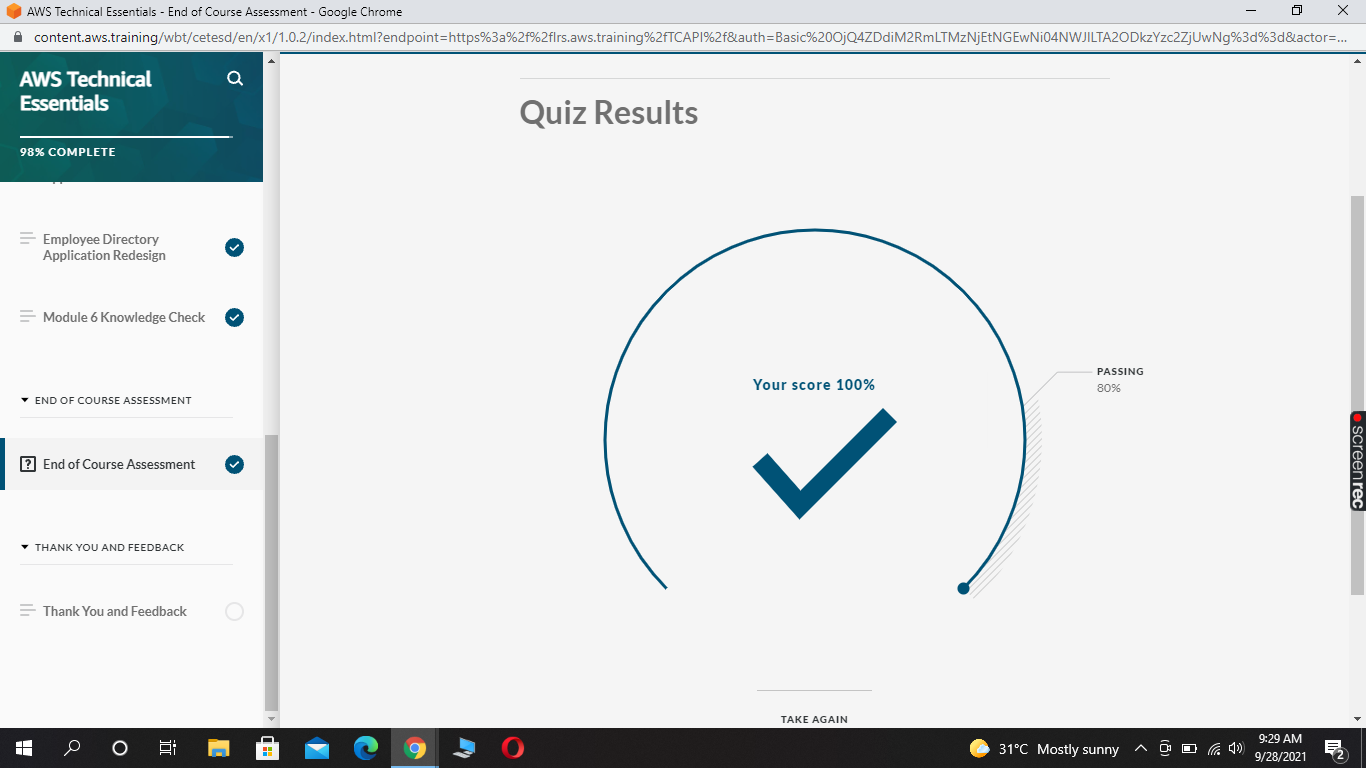 AWS Technical Essentials - End of Course Assessment - Google Chrome
content.aws.training/wbt/cetesd/en/x1/1.0.2/index.html?endpoint=https%3a%2f%2flrs.aws.training%2fTCAPI%2f&auth=Basic%20OjQ4ZDdiM2RmLTMzNjEtNGEwNi04NWJlLTA2ODkzYzc2ZjUwNg%3d%3d&actor=...
AWS Technical
Essentials
98% COMPLETE
Employee Directory
Application Redesign
Module 6 Knowledge Check
END OF COURSE ASSESSMENT
End of Course Assessment
THANK YOU AND FEEDBACK
Thank You and Feedback
Quiz Results
Your score 100%
PASSING
80%
TAKE AGAIN
screenrec
31°C Mostly sunny
9:29 AM
9/28/2021
2